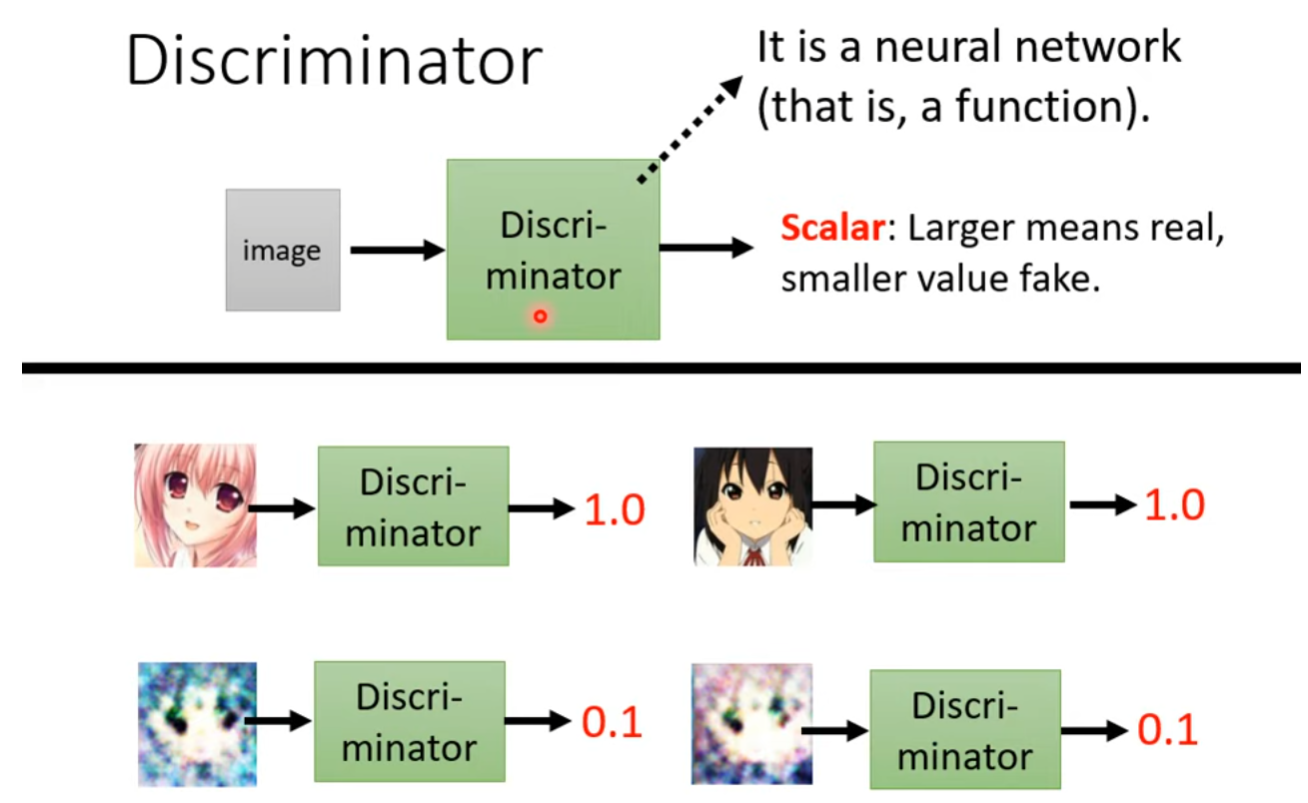 Discriminator
It is a neural network
(that is, a function).
image
Discri-
minator
Scalar: Larger means real,
smaller value fake.
Discri-
minator
1.0
Discri-
minator
1.0
Discri-
minator
0.1
Discri-
minator
0.1